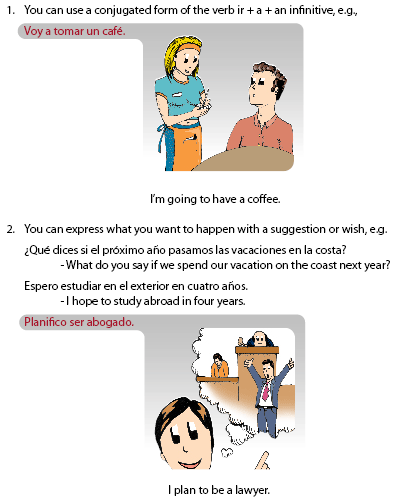 1. You can use a conjugated form of the verb ir + a + an infinitive, e.g.,
Voy a tomar un café.
I'm going to have a coffee.
2. You can express what you want to happen with a suggestion or wish, e.g.
¿Qué dices si el próximo año pasamos las vacaciones en la costa?
- What do you say if we spend our vacation on the coast next year?
Espero estudiar en el exterior en cuatro años.
- I hope to study abroad in four years.
Planifico ser abogado.
I plan to be a lawyer.